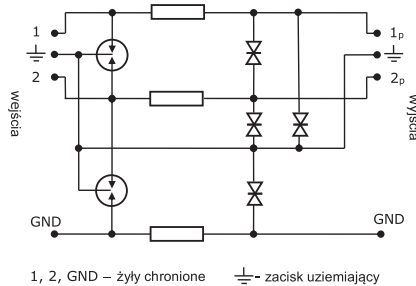 1
1p
2
2p
wejścia
wyjścia
GND
GND
1, 2, GND – żyły chronione
- zacisk uziemiający